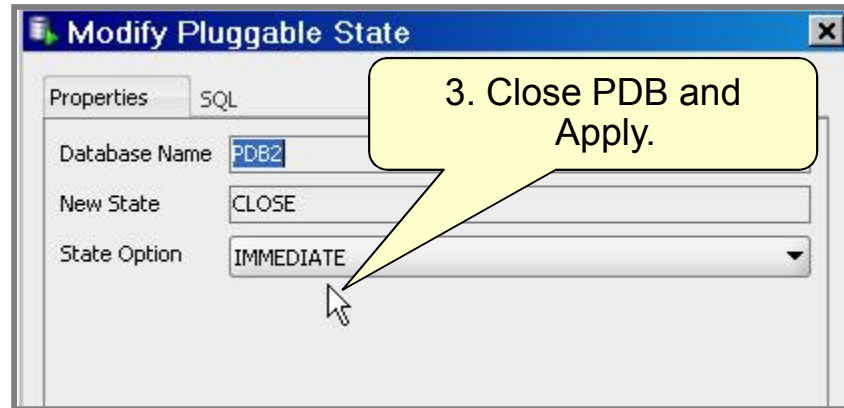 Modify Pluggable State
3. Close PDB and
Apply.
Properties SQL
Database Name PDB2
New State CLOSE
State Option IMMEDIATE